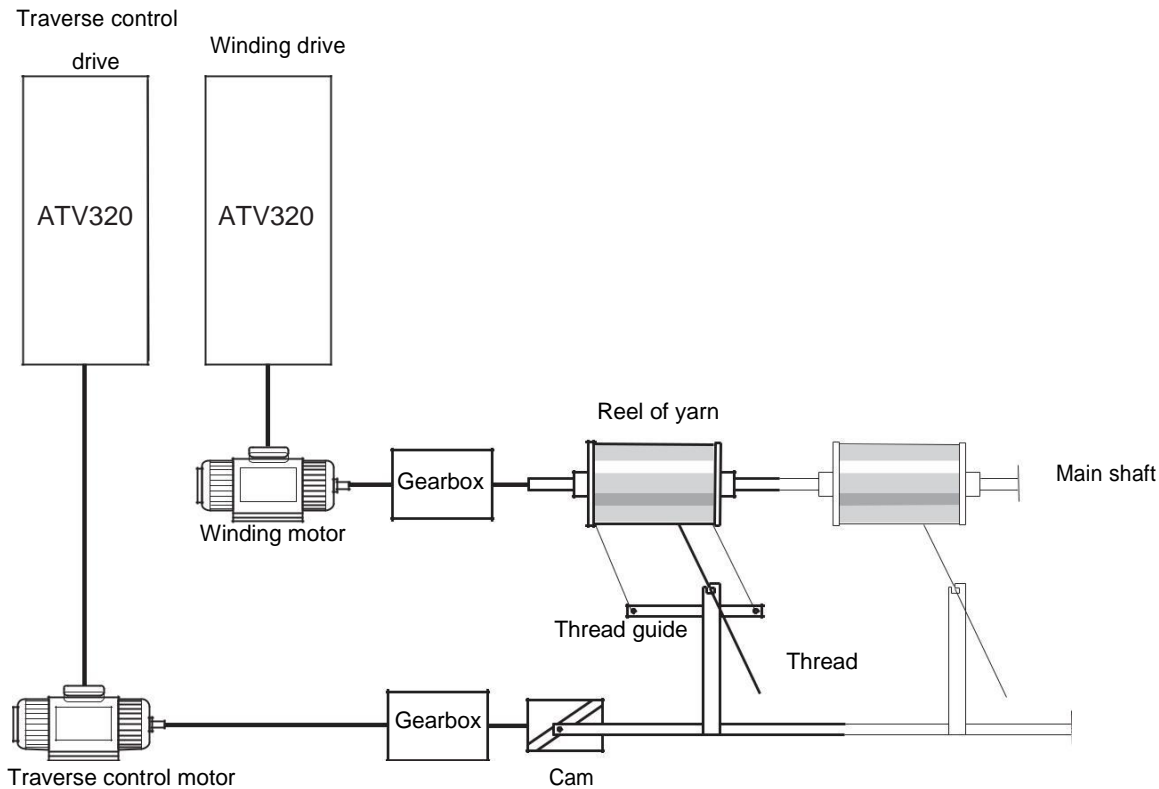 Traverse control
drive
Winding drive
ATV320
ATV320
Reel of yarn
Main shaft
Gearbox
Winding motor
Thread guide
Thread
Gearbox
Traverse control motor
Cam